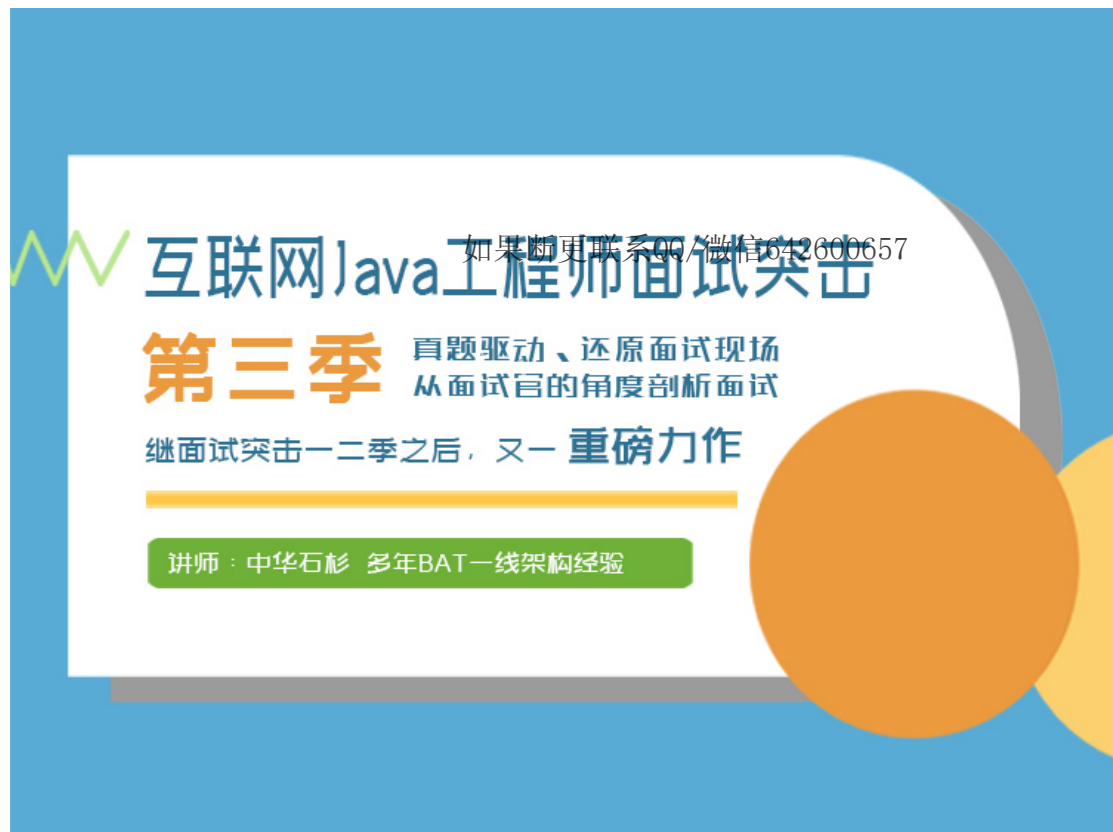 互联网Java工程师面试突击
如果断更联系QQ/微信642600657
第三季
真题驱动、还原面试现场
从面试官的角度剖析面试
继面试突击一二季之后，又一 重磅力作
讲师：中华石杉 多年BAT一线架构经验